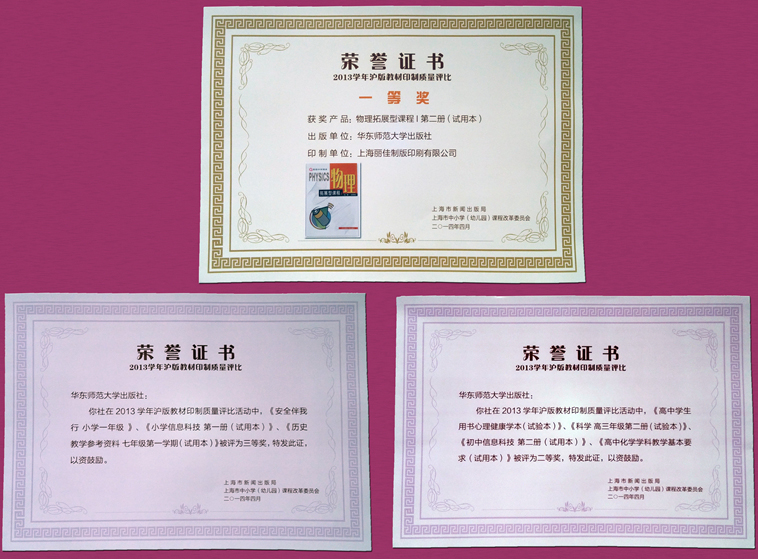 荣誉证书
2013学年沪版教材印制质量评比
一等奖
获奖产品：物理拓展型课程Ⅰ第二册（试用本）
出版单位：华东师范大学出版社
印制单位：上海丽佳制版印刷有限公司
PHYSICS 物理
拓展型课程
上海市新闻出版局
上海市中小学（幼儿园）课程改革委员会
二〇一四年四月
荣誉证书
2013学年沪版教材印制质量评比
华东师范大学出版社：
你社在 2013 学年沪版教材印制质量评比活动中，《安全伴我
行 小学一年级 》、《小学信息科技 第一册（试用本）》、《历史
教学参考资料 七年级第一学期（试用本）》被评为三等奖，特发此证，
以资鼓励。
上海市新闻出版局
上海市中小学（幼儿园）课程改革委员会
二〇一四年四月
荣誉证书
2013学年沪版教材印制质量评比
华东师范大学出版社：
你社在 2013 学年沪版教材印制质量评比活动中，《高中学生
用书心理健康学本（试验本）》、《科学 高三年级第二册（试验本）》、
《初中信息科技 第二册（试用本）》、《高中化学学科教学基本要
求（试用本）》被评为二等奖，特发此证，以资鼓励。
上海市新闻出版局
上海市中小学（幼儿园）课程改革委员会
二〇一四年四月